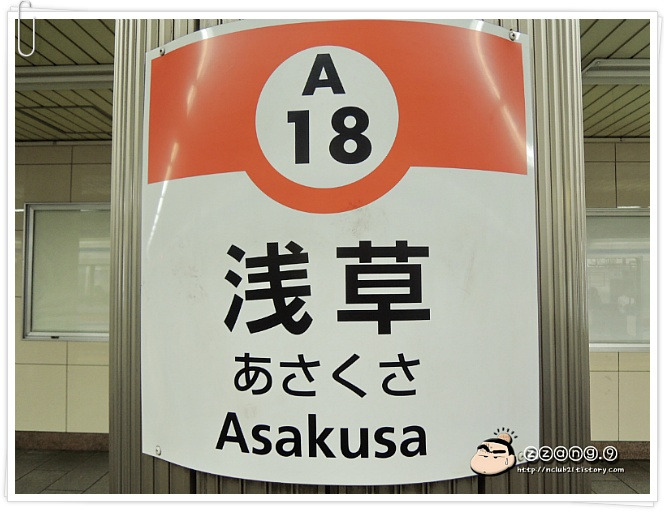 A
18
浅草
あさくさ
Asakusa
zzang.9
http://nclub21.tistory.com